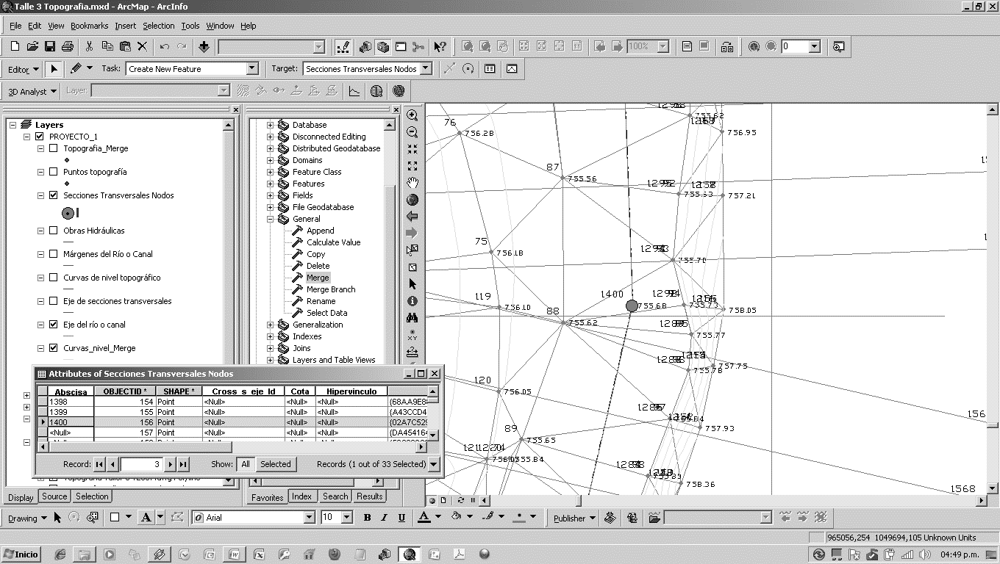 Talle 3 Topografia.mxd - ArcMap - ArcInfo
File Edit View Bookmarks Insert Selection Tools Window Help
100%
0
Editor Task: Create New Feature Target: Secciones Transversales Nodos
3D Analyst Layer:
Layers
PROYECTO_1
Topografia_Merge
Puntos topografía
Secciones Transversales Nodos
Obras Hidráulicas
Márgenes del Río o Canal
Curvas de nivel topográfico
Eje de secciones transversales
Eje del río o canal
Curvas_nivel_Merge
Display Source Selection
Database
Disconnected Editing
Distributed Geodatabase
Domains
Feature Class
Features
Fields
File Geodatabase
General
Append
Calculate Value
Copy
Delete
Merge
Merge Branch
Rename
Select Data
Generalization
Indexes
Joins
Layers and Table Views
Favorites Index Search Results
Attributes of Secciones Transversales Nodos
Abscisa OBJECTID * SHAPE * Cross_s_eje_Id Cota Hipervinculo
1398 154 Point <Null> <Null> <Null> {68AA9E8
1399 155 Point <Null> <Null> <Null> {A43CCD4
1400 156 Point <Null> <Null> <Null> {02A7C529
<Null> 157 Point <Null> <Null> <Null> {DA454164
Record: 3 Show: All Selected Records (1 out of 33 Selected)
76
756.28
755.62
756.95
87
755.56
755.63
757.21
75
756.18
755.70
119
756.10
1400
755.68
755.73
758.05
88
755.62
755.77
757.75
755.78
120
756.05
156
89
755.65
757.93
755.84
758.36
1568
XY
Drawing A Arial 10 B I U A Publisher
965056,254 1049694,105 Unknown Units
Inicio
04:49 p.m.